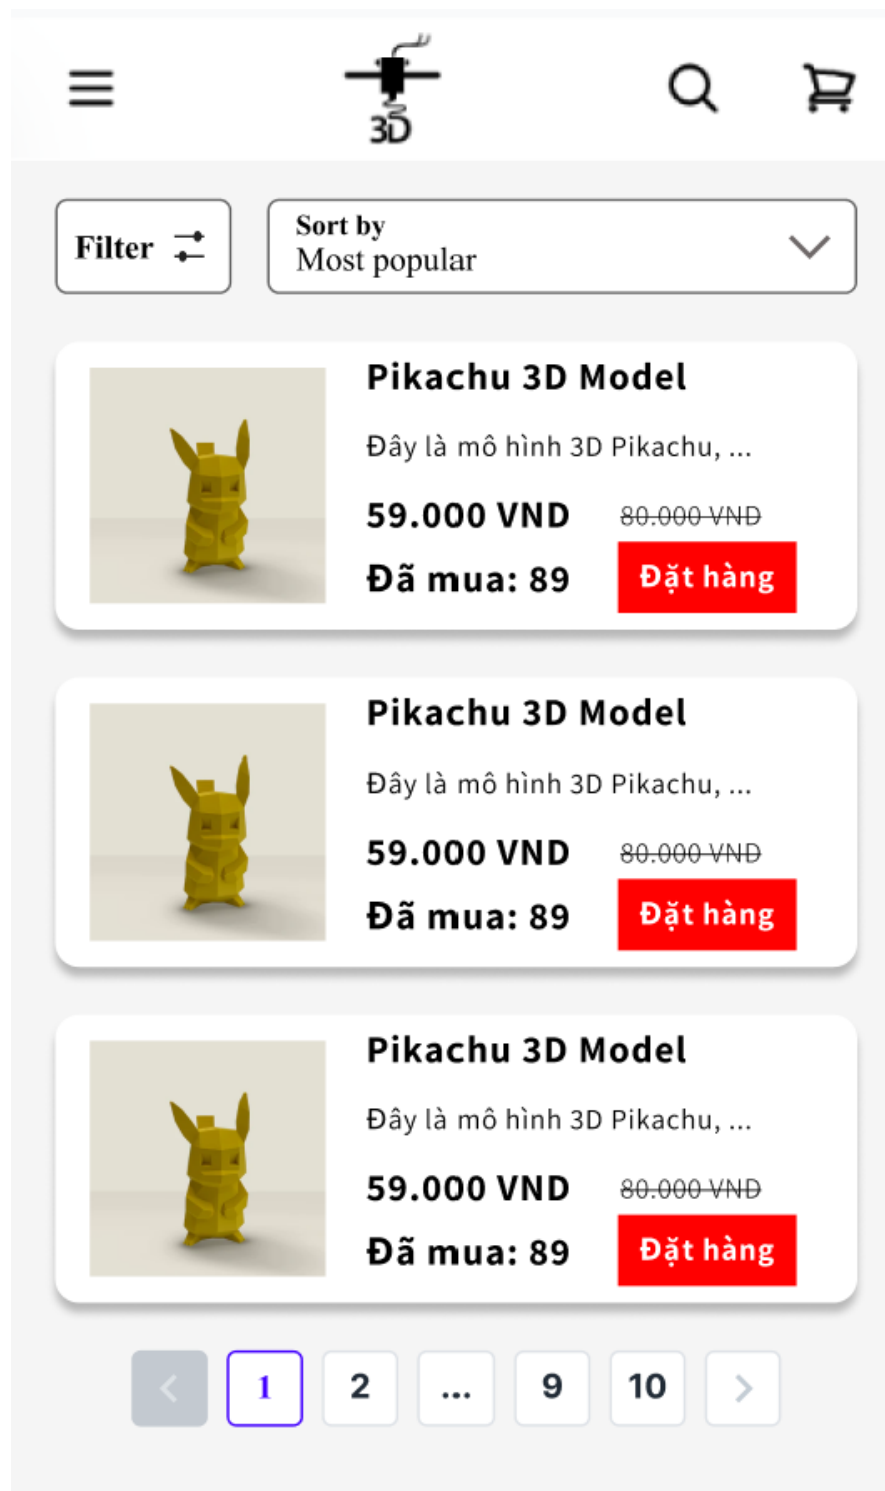 3D
Filter
Sort by
Most popular
Pikachu 3D Model
Đây là mô hình 3D Pikachu, ...
59.000 VND 80.000 VND
Đã mua: 89 Đặt hàng
Pikachu 3D Model
Đây là mô hình 3D Pikachu, ...
59.000 VND 80.000 VND
Đã mua: 89 Đặt hàng
Pikachu 3D Model
Đây là mô hình 3D Pikachu, ...
59.000 VND 80.000 VND
Đã mua: 89 Đặt hàng
1 2 ... 9 10